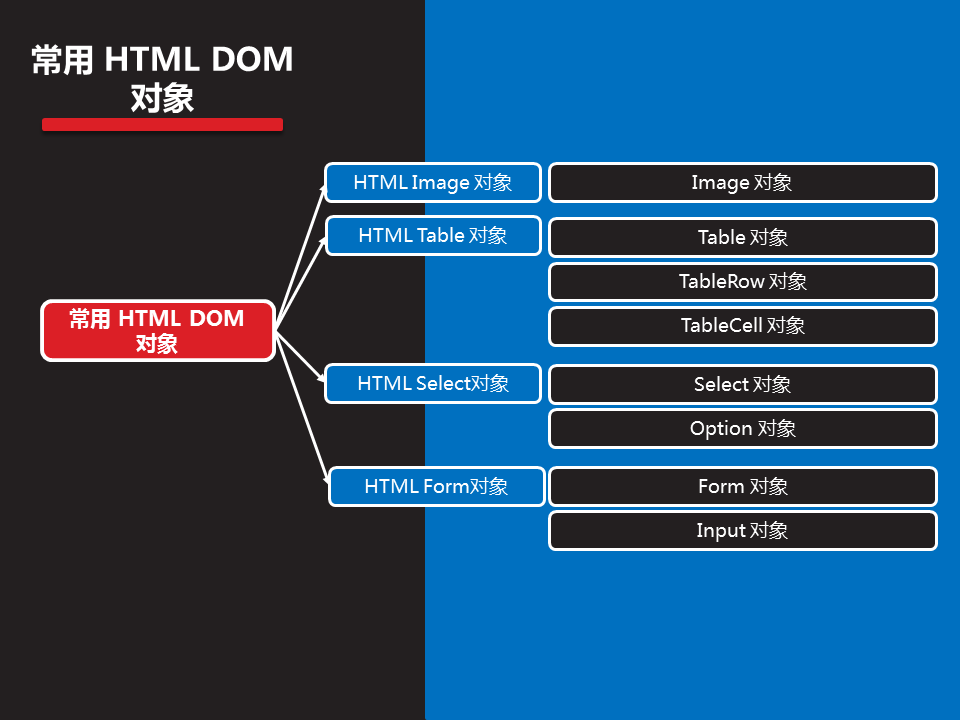 常用 HTML DOM
对象
常用 HTML DOM
对象
HTML Image 对象
Image 对象
HTML Table 对象
Table 对象
TableRow 对象
TableCell 对象
HTML Select对象
Select 对象
Option 对象
HTML Form对象
Form 对象
Input 对象